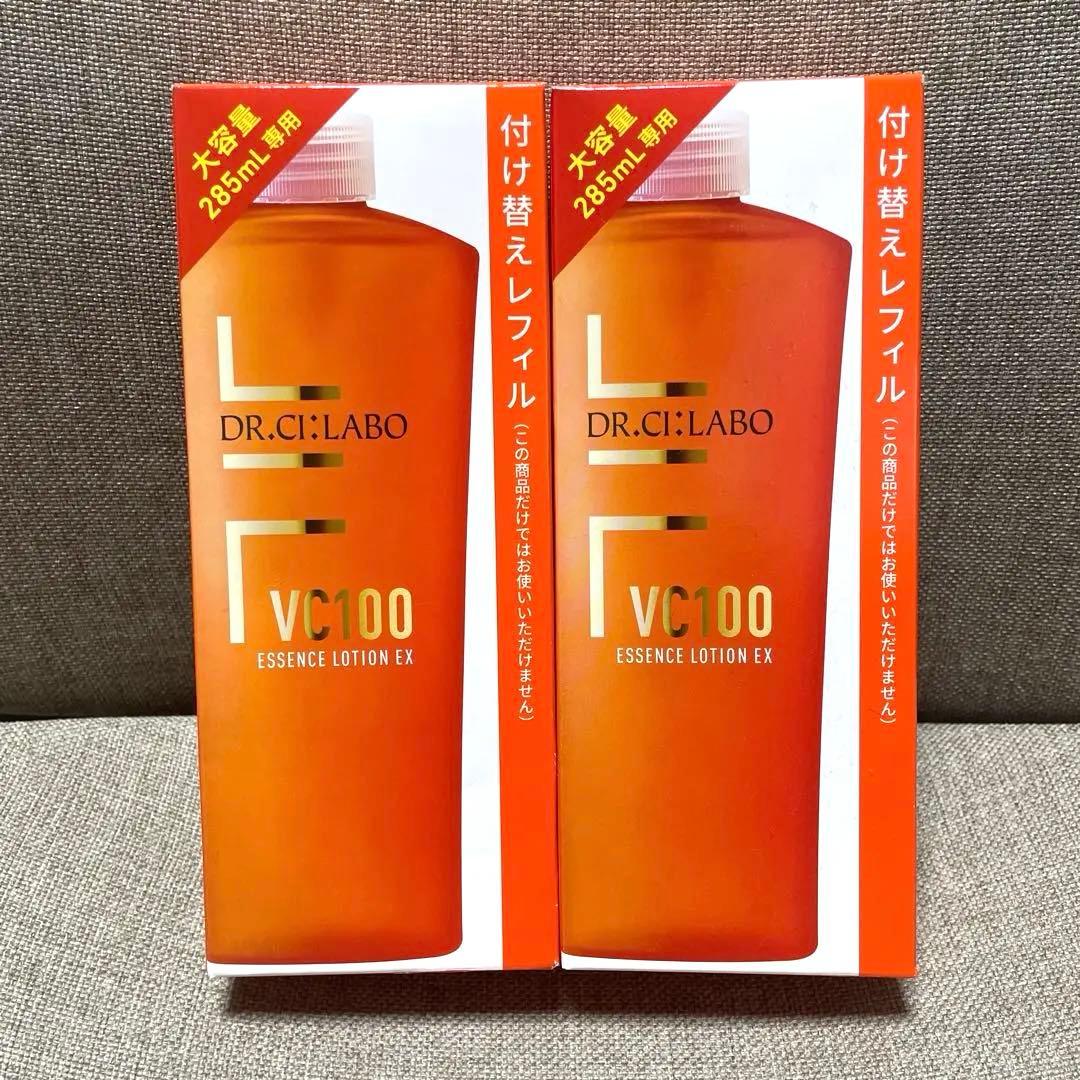 大容量
285mL専用
付け替えレフィル(この商品だけではお使いいただけません)
DR.CI:LABO
VC100
ESSENCE LOTION EX
大容量
285mL専用
付け替えレフィル(この商品だけではお使いいただけません)
DR.CI:LABO
VC100
ESSENCE LOTION EX